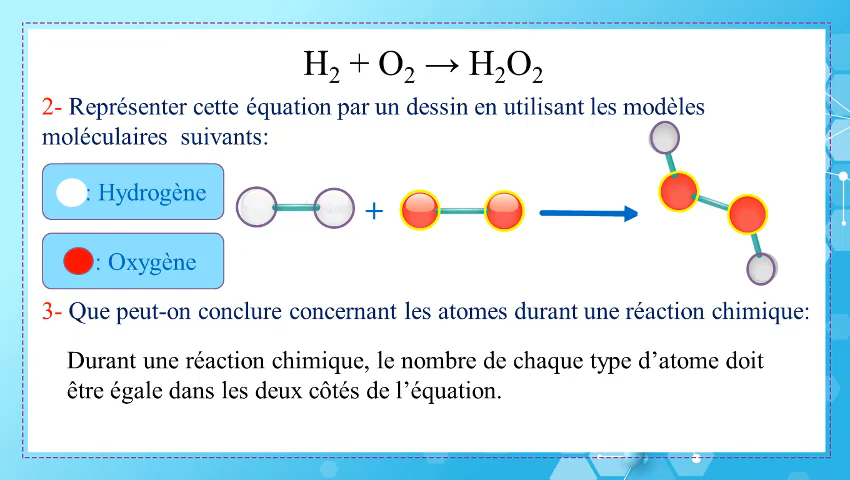 H₂ + O₂ → H₂O₂
2- Représenter cette équation par un dessin en utilisant les modèles
moléculaires suivants:
: Hydrogène
+
: Oxygène
3- Que peut-on conclure concernant les atomes durant une réaction chimique:
Durant une réaction chimique, le nombre de chaque type d’atome doit
être égale dans les deux côtés de l’équation.